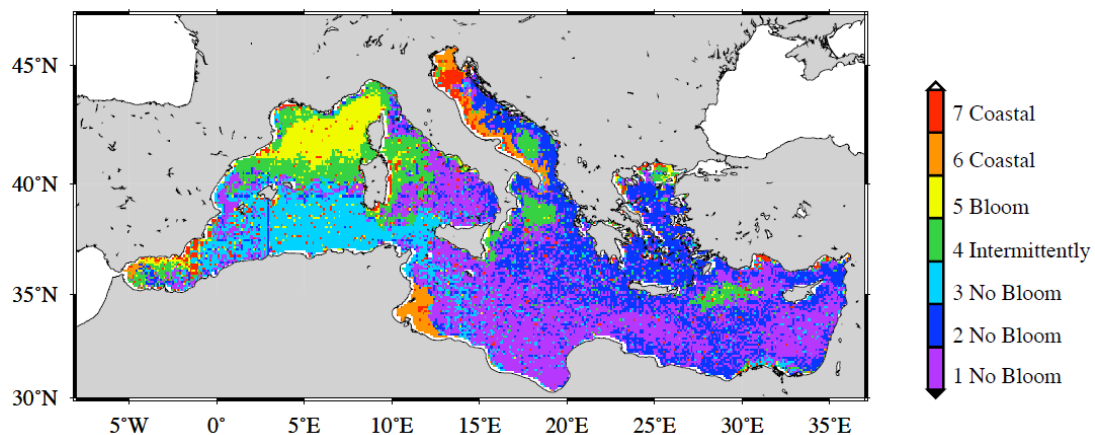 45°N
40°N
35°N
30°N
5°W 0° 5°E 10°E 15°E 20°E 25°E 30°E 35°E
7 Coastal
6 Coastal
5 Bloom
4 Intermittently
3 No Bloom
2 No Bloom
1 No Bloom